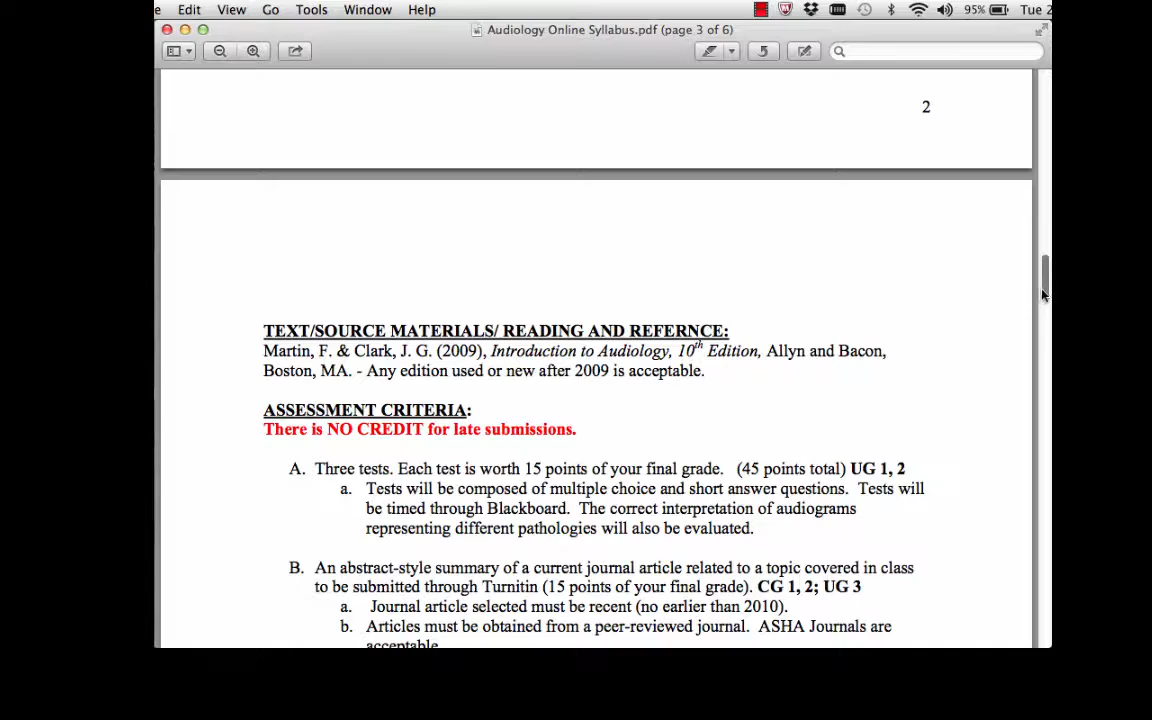 Edit View Go Tools Window Help 95% Tue 2
Audiology Online Syllabus.pdf (page 3 of 6)
2
TEXT/SOURCE MATERIALS/ READING AND REFERNCE:
Martin, F. & Clark, J. G. (2009), Introduction to Audiology, 10th Edition, Allyn and Bacon,
Boston, MA. - Any edition used or new after 2009 is acceptable.
ASSESSMENT CRITERIA:
There is NO CREDIT for late submissions.
A. Three tests. Each test is worth 15 points of your final grade. (45 points total) UG 1, 2
a. Tests will be composed of multiple choice and short answer questions. Tests will
be timed through Blackboard. The correct interpretation of audiograms
representing different pathologies will also be evaluated.
B. An abstract-style summary of a current journal article related to a topic covered in class
to be submitted through Turnitin (15 points of your final grade). CG 1, 2; UG 3
a. Journal article selected must be recent (no earlier than 2010).
b. Articles must be obtained from a peer-reviewed journal. ASHA Journals are
acceptable